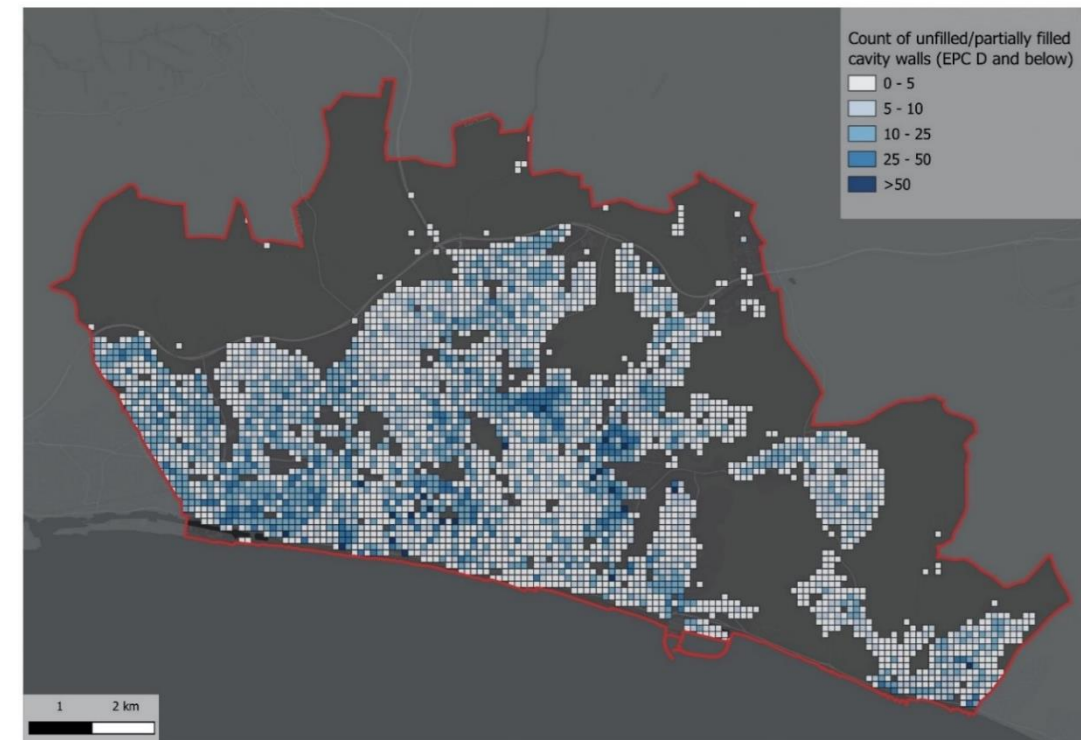 Count of unfilled/partially filled
cavity walls (EPC D and below)
0 - 5
5 - 10
10 - 25
25 - 50
>50
1 2 km